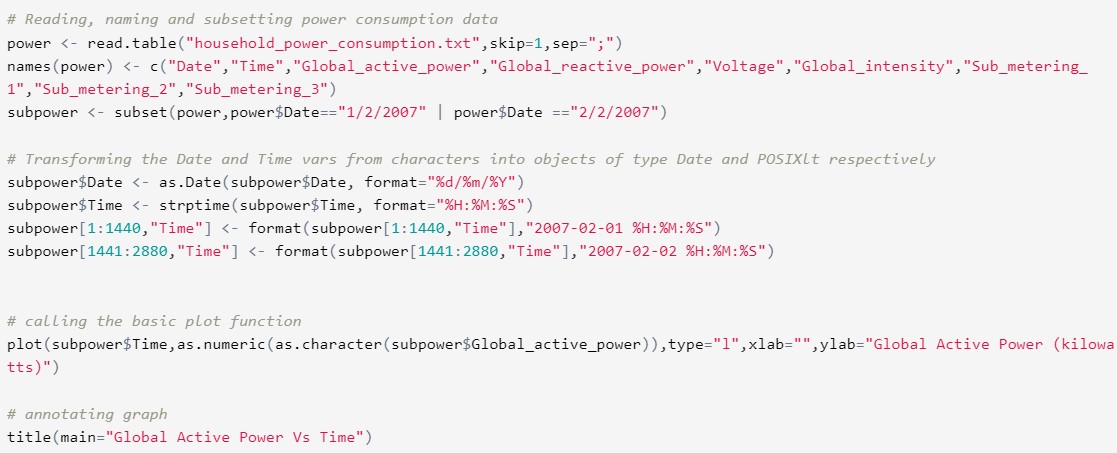 # Reading, naming and subsetting power consumption data
power <- read.table("household_power_consumption.txt",skip=1,sep=";")
names(power) <- c("Date","Time","Global_active_power","Global_reactive_power","Voltage","Global_intensity","Sub_metering_
1","Sub_metering_2","Sub_metering_3")
subpower <- subset(power,power$Date=="1/2/2007" | power$Date =="2/2/2007")
# Transforming the Date and Time vars from characters into objects of type Date and POSIXlt respectively
subpower$Date <- as.Date(subpower$Date, format="%d/%m/%Y")
subpower$Time <- strptime(subpower$Time, format="%H:%M:%S")
subpower[1:1440,"Time"] <- format(subpower[1:1440,"Time"],"2007-02-01 %H:%M:%S")
subpower[1441:2880,"Time"] <- format(subpower[1441:2880,"Time"],"2007-02-02 %H:%M:%S")
# calling the basic plot function
plot(subpower$Time,as.numeric(as.character(subpower$Global_active_power)),type="l",xlab="",ylab="Global Active Power (kilowa
tts)")
# annotating graph
title(main="Global Active Power Vs Time")